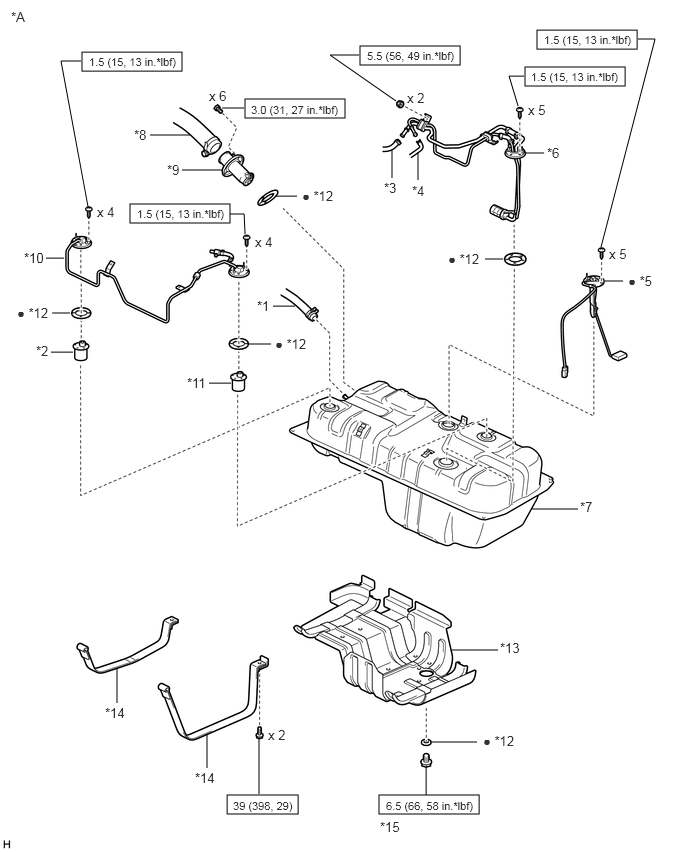 *A
1.5 (15, 13 in.*lbf)
5.5 (56, 49 in.*lbf)
1.5 (15, 13 in.*lbf)
1.5 (15, 13 in.*lbf)
x 6
3.0 (31, 27 in.*lbf)
x 2
x 5
*8
*9
*3
*4
*6
*12
x 4
1.5 (15, 13 in.*lbf)
x 4
x 5
*10
*12
*5
*12
*1
*2
*12
*11
*7
*13
*14
*14
x 2
*12
39 (398, 29)
6.5 (66, 58 in.*lbf)
*15
H